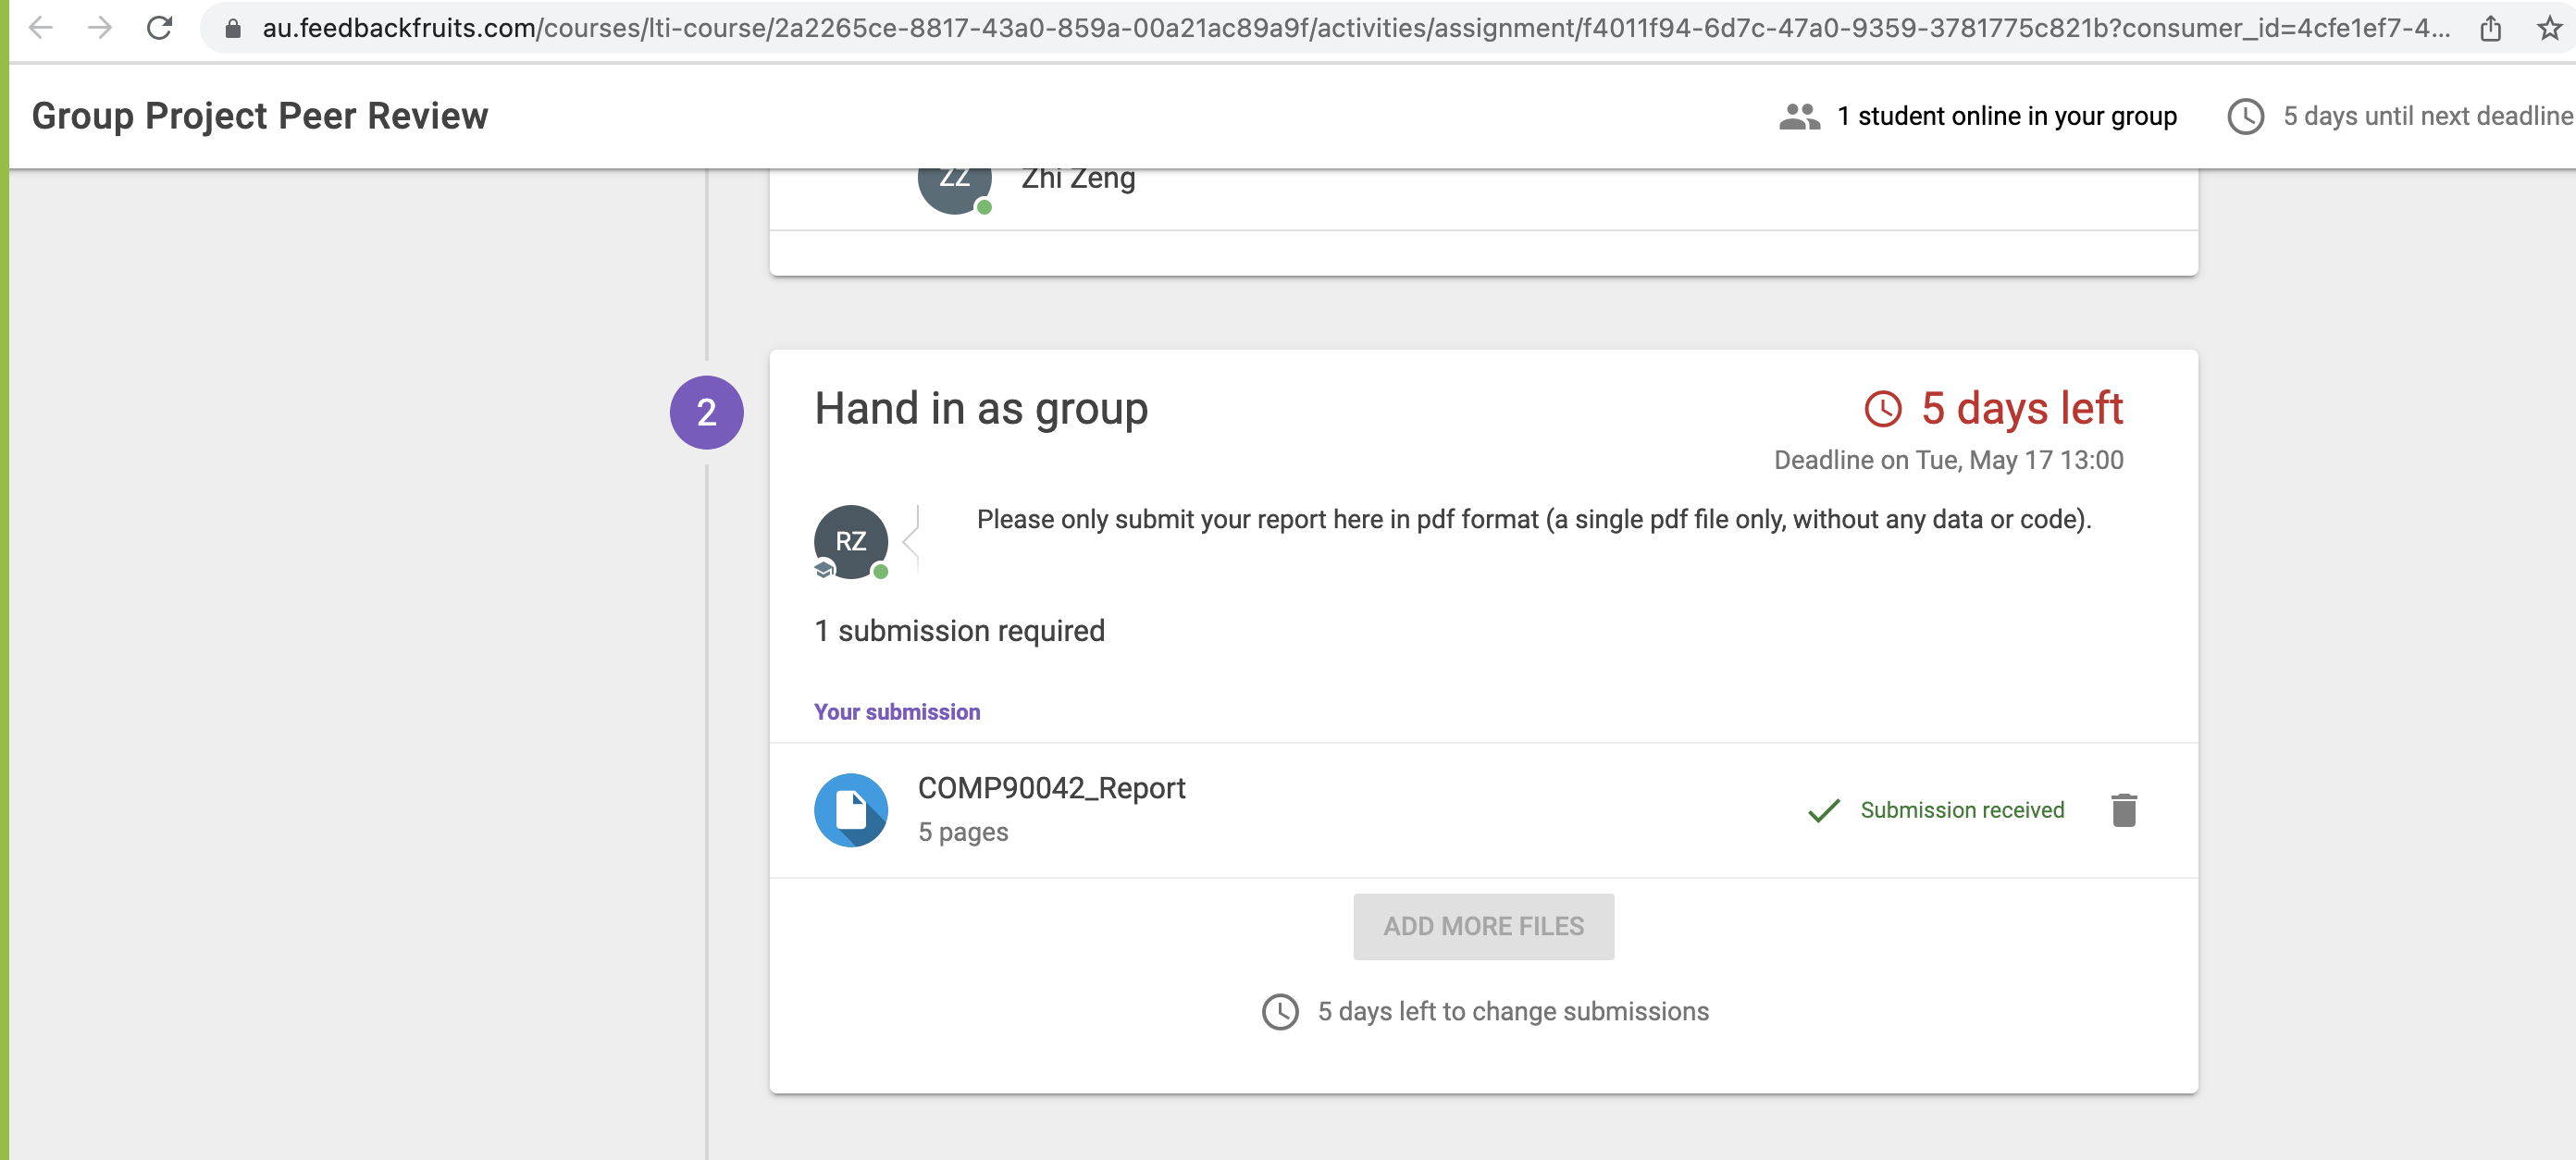 au.feedbackfruits.com/courses/lti-course/2a2265ce-8817-43a0-859a-00a21ac89a9f/activities/assignment/f4011f94-6d7c-47a0-9359-3781775c821b?consumer_id=4cfe1ef7-4...
Group Project Peer Review
1 student online in your group
5 days until next deadline
ZZ
Zhi Zeng
2
Hand in as group
5 days left
Deadline on Tue, May 17 13:00
RZ
Please only submit your report here in pdf format (a single pdf file only, without any data or code).
1 submission required
Your submission
COMP90042_Report
5 pages
Submission received
ADD MORE FILES
5 days left to change submissions